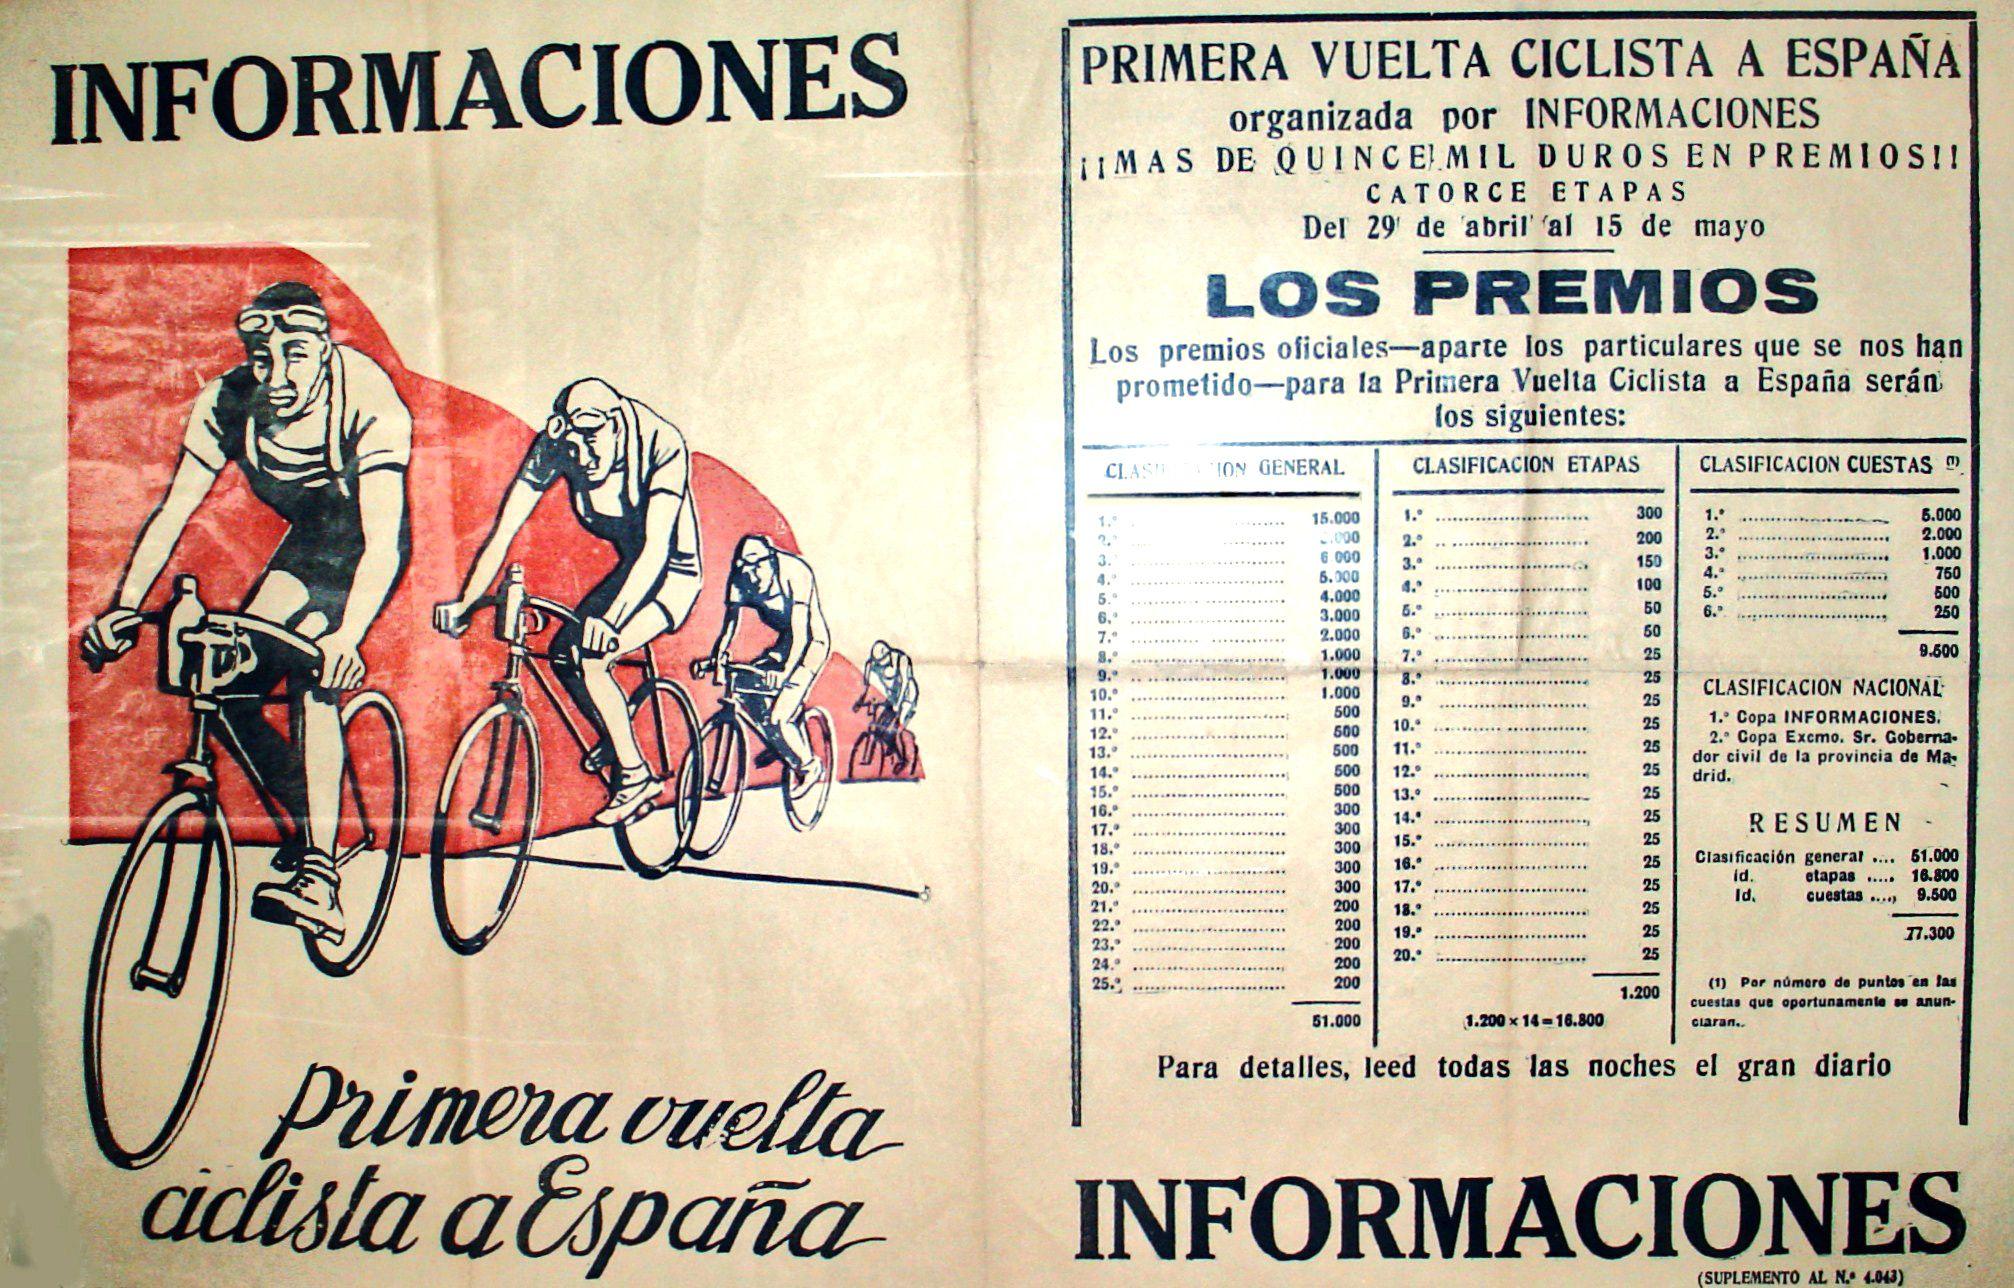 INFORMACIONES
Primera vuelta
ciclista a España
PRIMERA VUELTA CICLISTA A ESPAÑA
organizada por INFORMACIONES
¡¡MAS DE QUINCE MIL DUROS EN PREMIOS!!
CATORCE ETAPAS
Del 29 de abril al 15 de mayo
LOS PREMIOS
Los premios oficiales—aparte los particulares que se nos han
prometido—para la Primera Vuelta Ciclista a España serán
los siguientes:
CLASIFICACION GENERAL
1.º ........ 15.000
2.º
3.º ........ 6.000
4.º ........ 5.000
5.º ........ 4.000
6.º ........ 3.000
7.º ........ 2.000
8.º ........ 1.000
9.º ........ 1.000
10.º ........ 1.000
11.º ........ 500
12.º ........ 500
13.º ........ 500
14.º ........ 500
15.º ........ 500
16.º ........ 300
17.º ........ 300
18.º ........ 300
19.º ........ 300
20.º ........ 300
21.º ........ 200
22.º ........ 200
23.º ........ 200
24.º ........ 200
25.º ........ 200
51.000
CLASIFICACION ETAPAS
1.º ........ 300
2.º ........ 200
3.º ........ 150
4.º ........ 100
5.º ........ 50
6.º ........ 50
7.º ........ 25
8.º ........ 25
9.º ........ 25
10.º ........ 25
11.º ........ 25
12.º ........ 25
13.º ........ 25
14.º ........ 25
15.º ........ 25
16.º ........ 25
17.º ........ 25
18.º ........ 25
19.º ........ 25
20.º ........ 25
1.200
1.200 x 14 = 16.800
CLASIFICACION CUESTAS (1)
1.º ........ 5.000
2.º ........ 2.000
3.º ........ 1.000
4.º ........ 750
5.º ........ 500
6.º ........ 250
9.500
CLASIFICACION NACIONAL
1.º Copa INFORMACIONES.
2.º Copa Excmo. Sr. Goberna-
dor civil de la provincia de Ma-
drid.
RESUMEN
Clasificación general .... 51.000
Id. etapas ..... 16.800
Id. cuestas ...., 9.500
77.300
(1) Por número de puntos en las
cuestas que oportunamente se anun-
ciaran.
Para detalles, leed todas las noches el gran diario
INFORMACIONES
(SUPLEMENTO AL N.º 4.043)